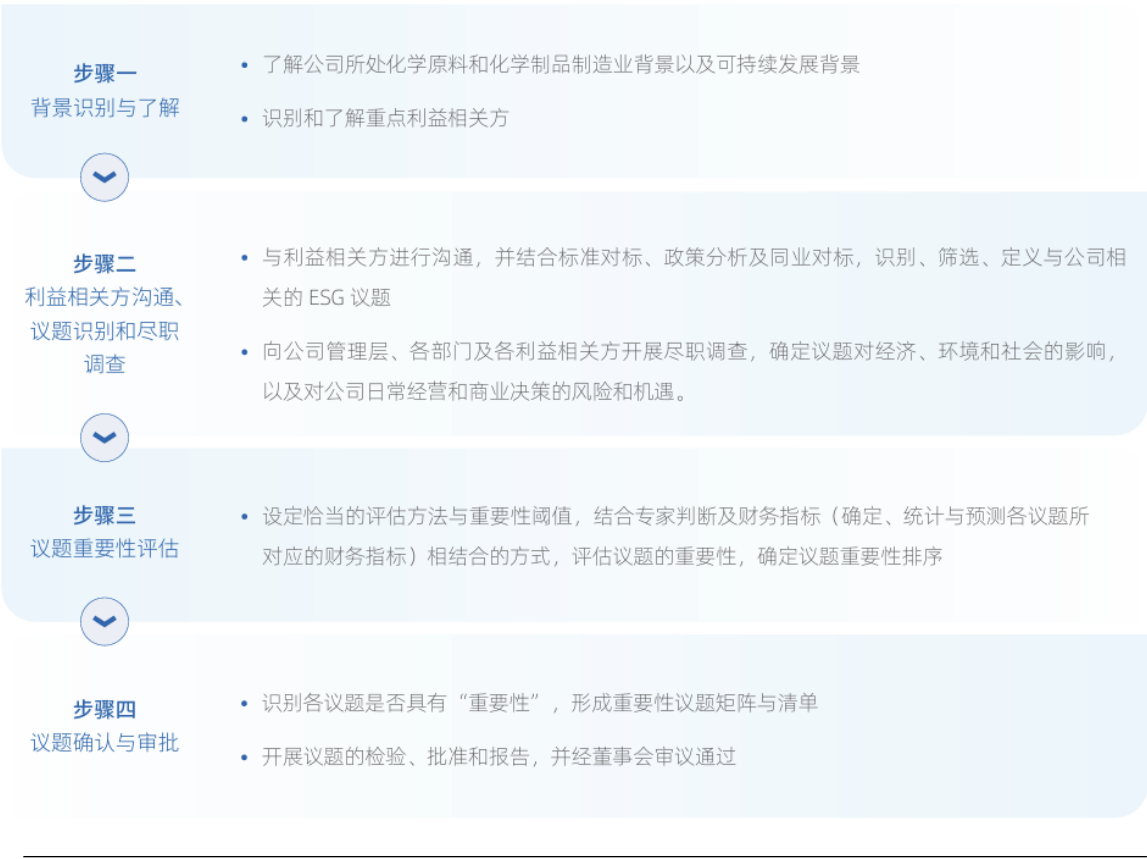 步骤一
背景识别与了解
• 了解公司所处化学原料和化学制品制造业背景以及可持续发展背景
• 识别和了解重点利益相关方
步骤二
利益相关方沟通、
议题识别和尽职
调查
• 与利益相关方进行沟通，并结合标准对标、政策分析及同业对标，识别、筛选、定义与公司相
关的 ESG 议题
• 向公司管理层、各部门及各利益相关方开展尽职调查，确定议题对经济、环境和社会的影响，
以及对公司日常经营和商业决策的风险和机遇。
步骤三
议题重要性评估
• 设定恰当的评估方法与重要性阈值，结合专家判断及财务指标（确定、统计与预测各议题所
对应的财务指标）相结合的方式，评估议题的重要性，确定议题重要性排序
步骤四
议题确认与审批
• 识别各议题是否具有“重要性”，形成重要性议题矩阵与清单
• 开展议题的检验、批准和报告，并经董事会审议通过